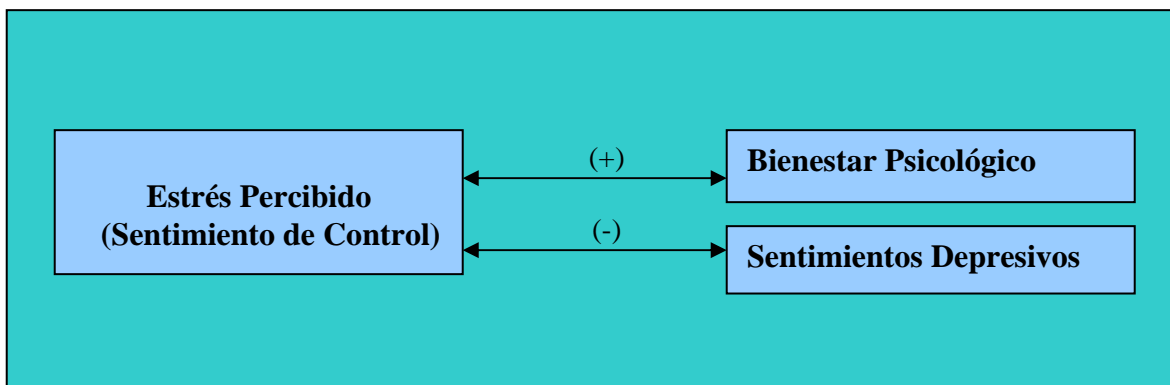 Estrés Percibido
(Sentimiento de Control)
(+)
(-)
Bienestar Psicológico
Sentimientos Depresivos